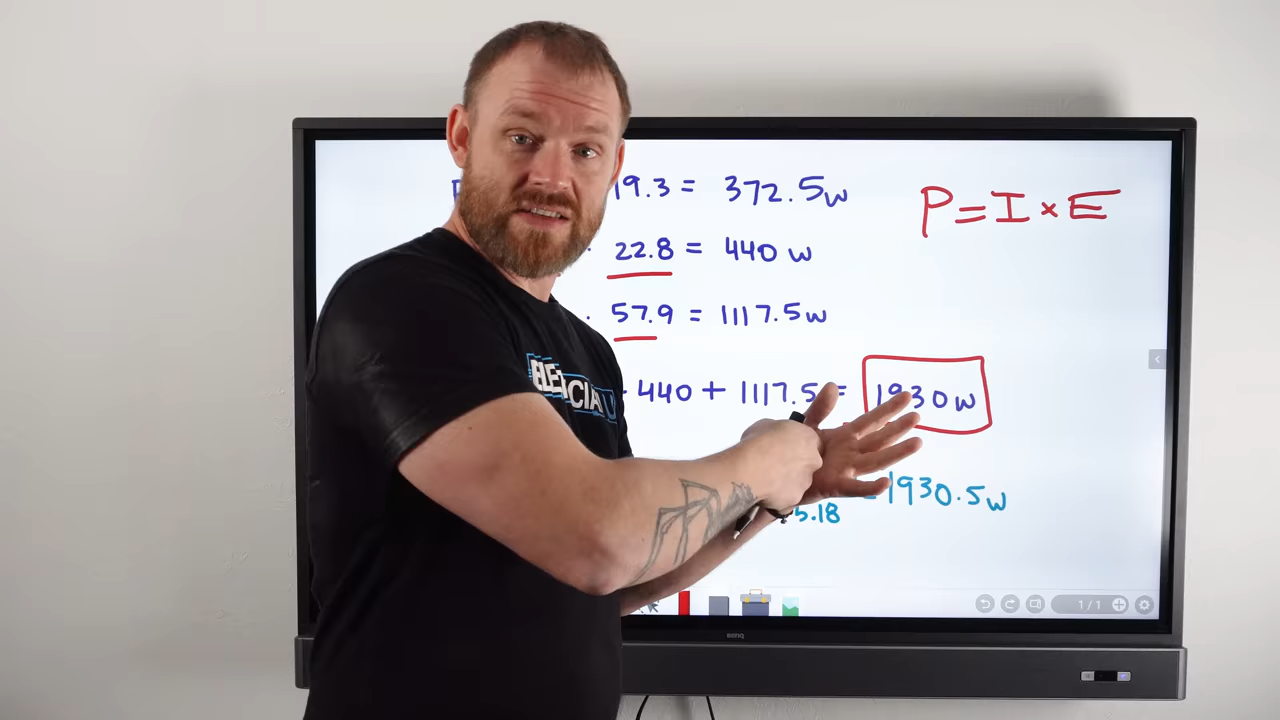 19.3 = 372.5w
P=I×E
22.8 = 440 w
57.9 = 1117.5w
440 + 1117.5 = 1930w
=1930.5w
5.18
1/1
BenQ